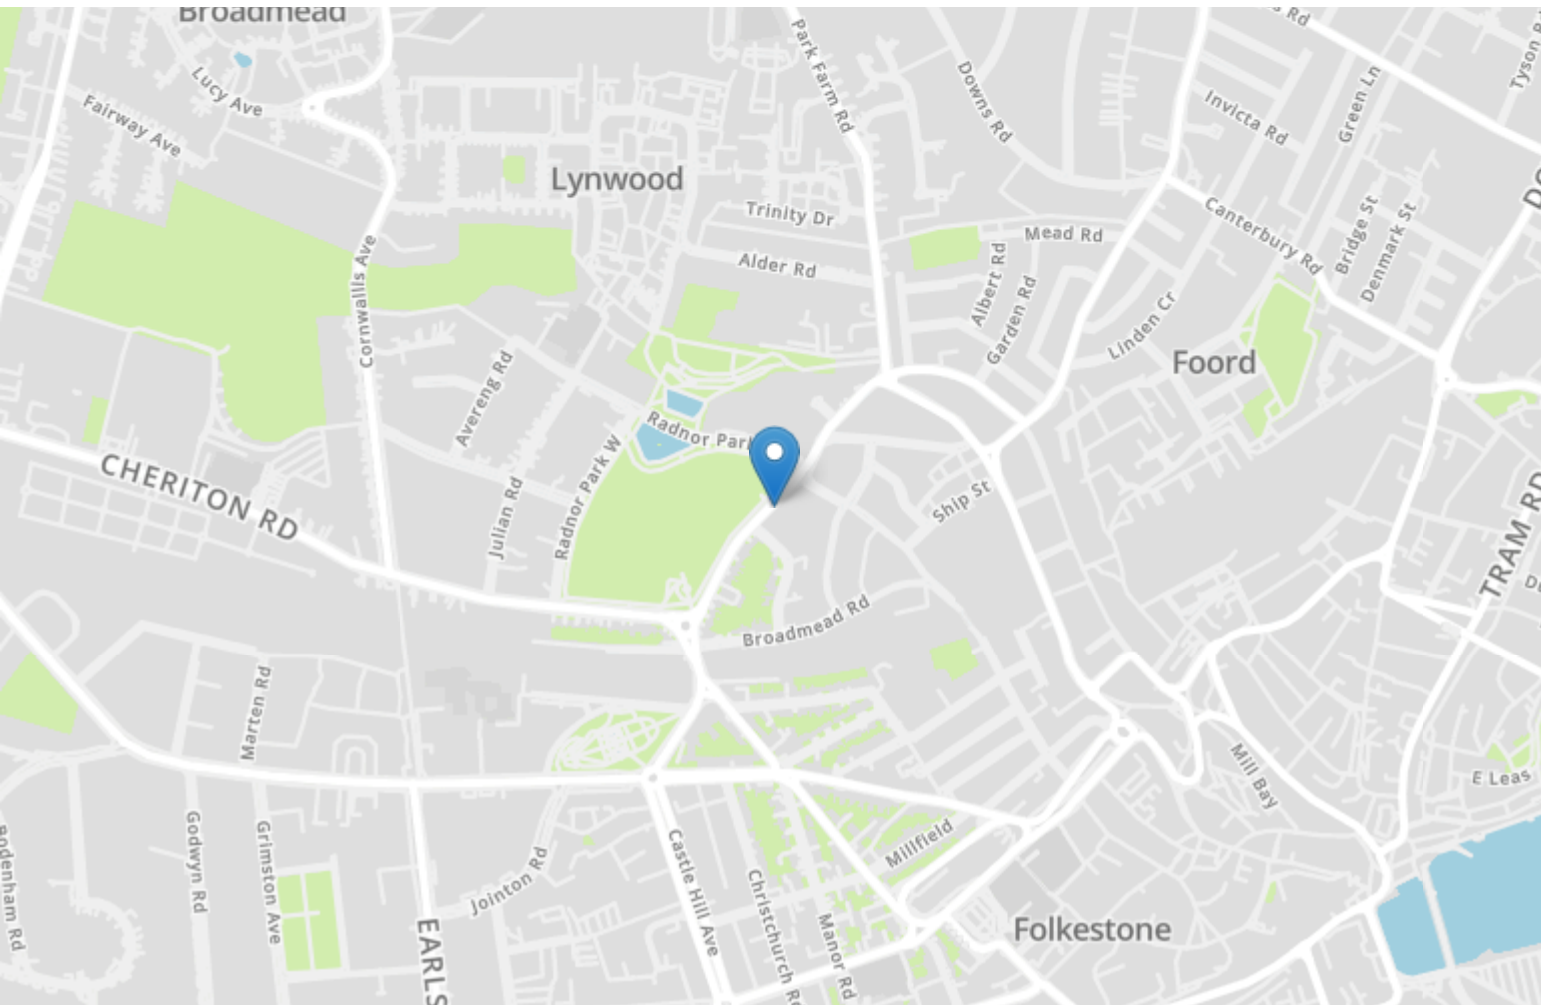 Broadmead
Rd
Tyson
Park Farm Rd
Downs Rd
Lucy Ave
Fairway Ave
Invicta Rd
Green Ln
Lynwood
Trinity Dr
Mead Rd
Canterbury Rd
Bridge St
Denmark St
Alder Rd
Albert Rd
Garden Rd
Cornwallis Ave
Linden Cr
Foord
Avereng Rd
Radnor Park
Radnor Park W
CHERITON RD
Julian Rd
Ship St
TRAM RD
Broadmead Rd
Marten Rd
Mill Bay
E Leas
Godwyn Rd
Grimston Ave
Bodenham Rd
Jointon Rd
Castle Hill Ave
Millfield
Christchurch Rd
Manor Rd
EARLS
Folkestone